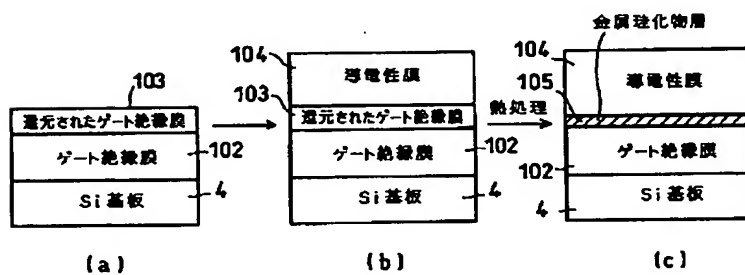 103
還元されたゲート絶縁膜
ゲート絶縁膜
102
Si基板
4
(a)
104
導電性膜
103
還元されたゲート絶縁膜
ゲート絶縁膜
102
Si基板
4
(b)
熱処理
金属珪化物層
104
105
導電性膜
ゲート絶縁膜
102
Si基板
4
(c)